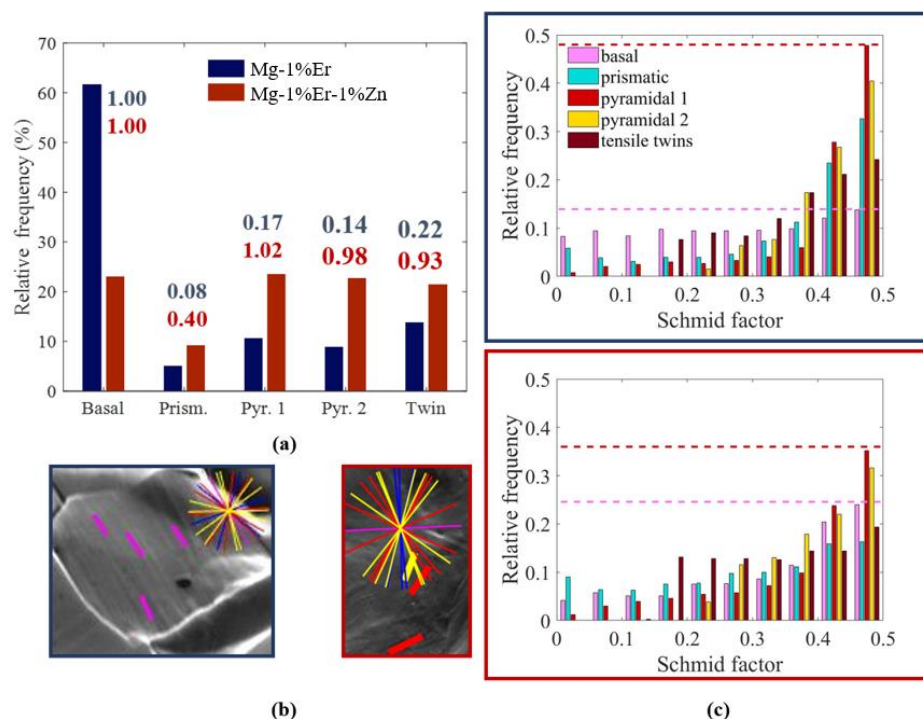 (b)
70
60
50
40
30
20
10
0
Relative frequency (%)
Mg-1%Er
Mg-1%Er-1%Zn
1.00
1.00
0.08
0.40
0.17
1.02
0.14
0.98
0.22
0.93
Basal Prism. Pyr. 1 Pyr. 2 Twin
(a)
(b)
0.5
0.4
0.3
0.2
0.1
0
Relative frequency
basal
prismatic
pyramidal 1
pyramidal 2
tensile twins
0 0.1 0.2 0.3 0.4 0.5
Schmid factor
0.5
0.4
0.3
0.2
0.1
0
Relative frequency
0 0.1 0.2 0.3 0.4 0.5
Schmid factor
(c)